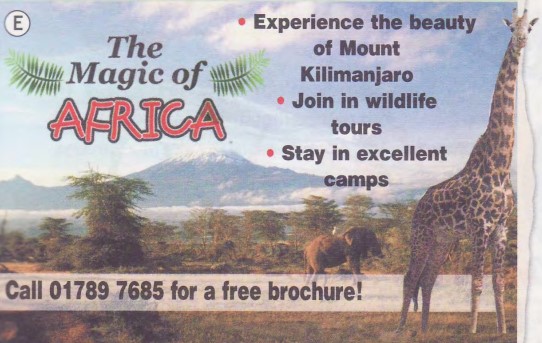 E
The
Magic of
AFRICA
• Experience the beauty
of Mount
Kilimanjaro
• Join in wildlife
tours
• Stay in excellent
camps
Call 01789 7685 for a free brochure!